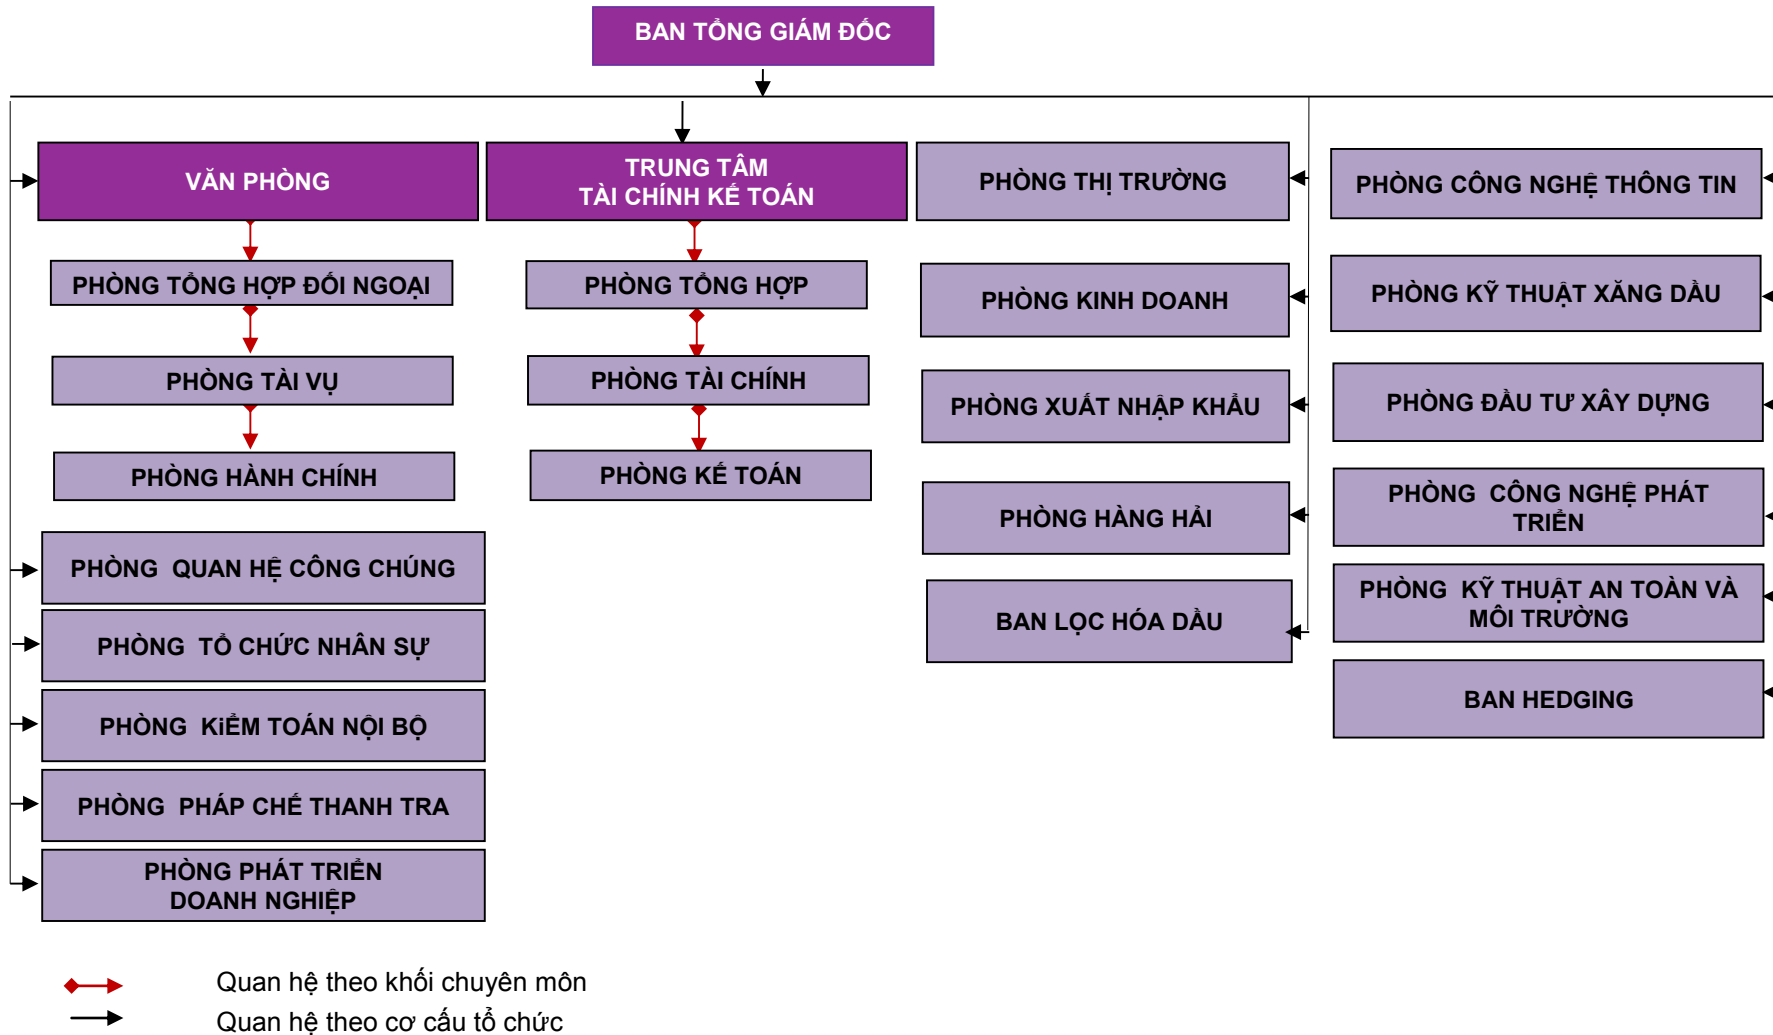 BAN TỔNG GIÁM ĐỐC
VĂN PHÒNG
PHÒNG TỔNG HỢP ĐỐI NGOẠI
PHÒNG TÀI VỤ
PHÒNG HÀNH CHÍNH
PHÒNG QUAN HỆ CÔNG CHÚNG
PHÒNG TỔ CHỨC NHÂN SỰ
PHÒNG KiỂM TOÁN NỘI BỘ
PHÒNG PHÁP CHẾ THANH TRA
PHÒNG PHÁT TRIỂN
DOANH NGHIỆP
TRUNG TÂM
TÀI CHÍNH KẾ TOÁN
PHÒNG TỔNG HỢP
PHÒNG TÀI CHÍNH
PHÒNG KẾ TOÁN
PHÒNG THỊ TRƯỜNG
PHÒNG KINH DOANH
PHÒNG XUẤT NHẬP KHẨU
PHÒNG HÀNG HẢI
BAN LỌC HÓA DẦU
PHÒNG CÔNG NGHỆ THÔNG TIN
PHÒNG KỸ THUẬT XĂNG DẦU
PHÒNG ĐẦU TƯ XÂY DỰNG
PHÒNG CÔNG NGHỆ PHÁT
TRIỂN
PHÒNG KỸ THUẬT AN TOÀN VÀ
MÔI TRƯỜNG
BAN HEDGING
Quan hệ theo khối chuyên môn
Quan hệ theo cơ cấu tổ chức